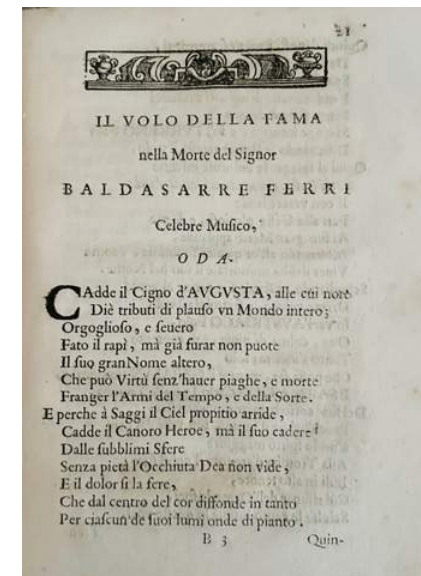 21
IL VOLO DELLA FAMA
nella Morte del Signor
BALDASARRE FERRI
Celebre Muſico,
ODA.
CAdde il Cigno d'AVGVSTA, alle cui note
Diè tributi di plauſo vn Mondo intero;
Orgoglioſo, e ſeuero
Fato il rapì, mà già furar non puote
Il ſuo granNome altero,
Che può Virtù ſenz'hauer piaghe, e morte
Franger l'Armi del Tempo, e della Sorte.
E perche à Saggi il Ciel propitio arride,
Cadde il Canoro Heroe, mà il ſuo cadere
Dalle ſubblimi Sfere
Senza pietà l'Occhiuta Dea non vide,
E il dolor ſi la fere,
Che dal centro del cor diffonde in tanto
Per ciaſcun de ſuoi lumi onde di pianto.
B 3 Quin-